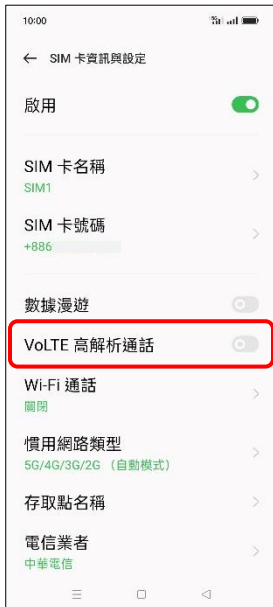 10:00
← SIM 卡資訊與設定
啟用
SIM 卡名稱
SIM1
SIM 卡號碼
+886
數據漫遊
VoLTE 高解析通話
Wi-Fi 通話
關閉
慣用網路類型
5G/4G/3G/2G （自動模式）
存取點名稱
電信業者
中華電信